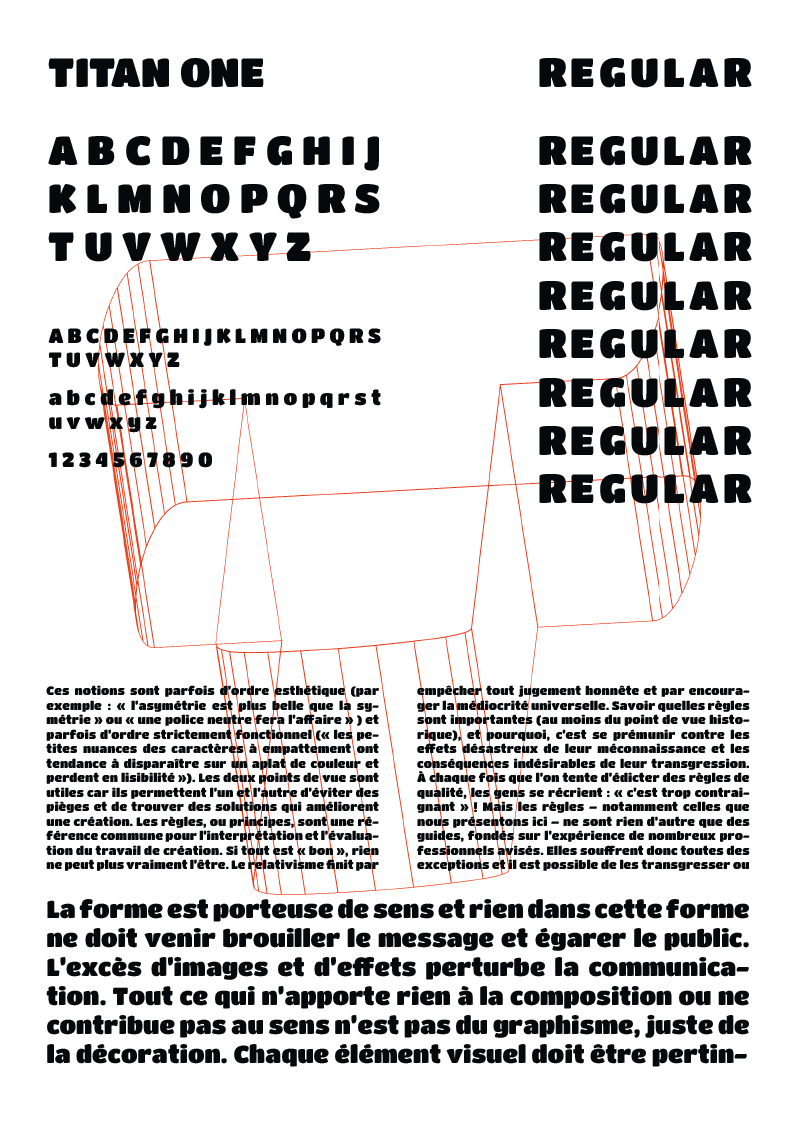 TITAN ONE
REGULAR
A B C D E F G H I J
K L M N O P Q R S
T U V W X Y Z
REGULAR
REGULAR
REGULAR
REGULAR
REGULAR
REGULAR
REGULAR
REGULAR
A B C D E F G H I J K L M N O P Q R S
T U V W X Y Z
a b c d e f g h i j k l m n o p q r s t
u v w x y z
1 2 3 4 5 6 7 8 9 0
Ces notions sont parfois d'ordre esthétique (par
exemple : « l'asymétrie est plus belle que la sy-
métrie » ou « une police neutre fera l'affaire » ) et
parfois d'ordre strictement fonctionnel (« les pe-
tites nuances des caractères à empattement ont
tendance à disparaître sur un aplat de couleur et
perdent en lisibilité »). Les deux points de vue sont
utiles car ils permettent l'un et l'autre d'éviter des
pièges et de trouver des solutions qui améliorent
une création. Les règles, ou principes, sont une ré-
férence commune pour l'interprétation et l'évalua-
tion du travail de création. Si tout est « bon », rien
ne peut plus vraiment l'être. Le relativisme finit par
empêcher tout jugement honnête et par encoura-
ger la médiocrité universelle. Savoir quelles règles
sont importantes (au moins du point de vue histo-
rique), et pourquoi, c'est se prémunir contre les
effets désastreux de leur méconnaissance et les
conséquences indésirables de leur transgression.
À chaque fois que l'on tente d'édicter des règles de
qualité, les gens se récrient : « c'est trop contrai-
gnant » ! Mais les règles – notamment celles que
nous présentons ici – ne sont rien d'autre que des
guides, fondés sur l'expérience de nombreux pro-
fessionnels avisés. Elles souffrent donc toutes des
exceptions et il est possible de les transgresser ou
La forme est porteuse de sens et rien dans cette forme
ne doit venir brouiller le message et égarer le public.
L'excès d'images et d'effets perturbe la communica-
tion. Tout ce qui n'apporte rien à la composition ou ne
contribue pas au sens n'est pas du graphisme, juste de
la décoration. Chaque élément visuel doit être pertin-